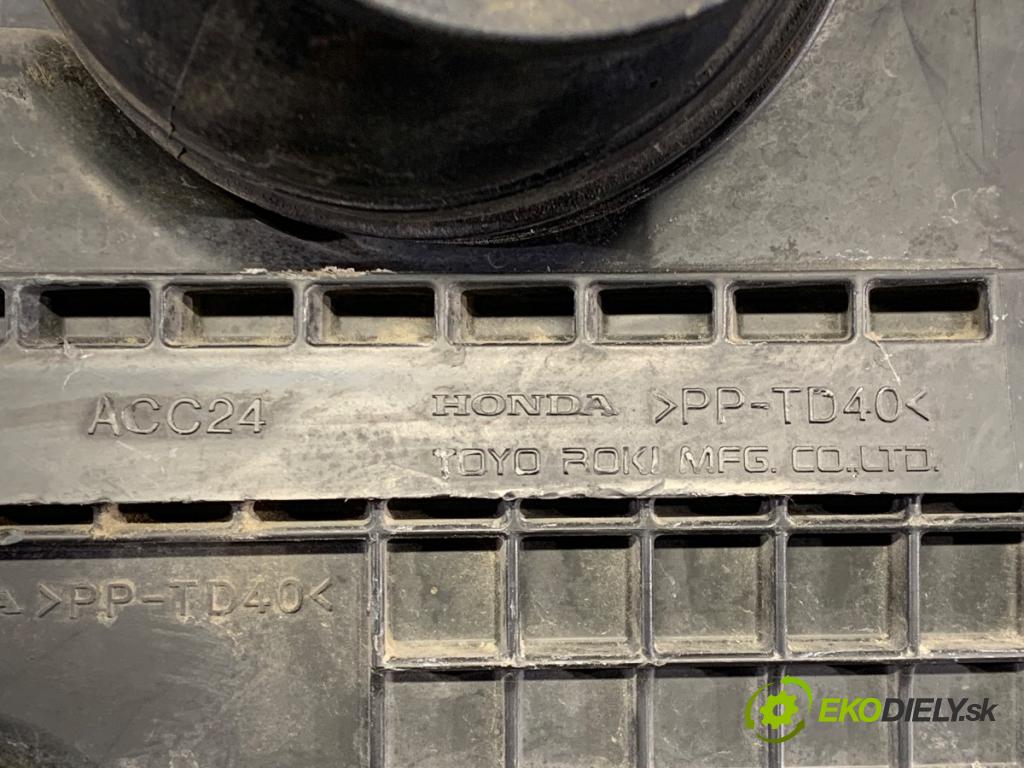 ACC24 HONDA >PP-TD40<
TOYO ROKI MFG. CO.,LTD.
A >PP-TD40<
EKODIELY.sk